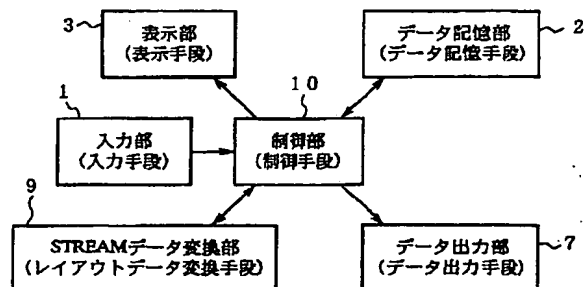 3
表示部
(表示手段)
データ記憶部
(データ記憶手段)
2
10
1
入力部
(入力手段)
制御部
(制御手段)
9
STREAMデータ変換部
(レイアウトデータ変換手段)
データ出力部
(データ出力手段)
7